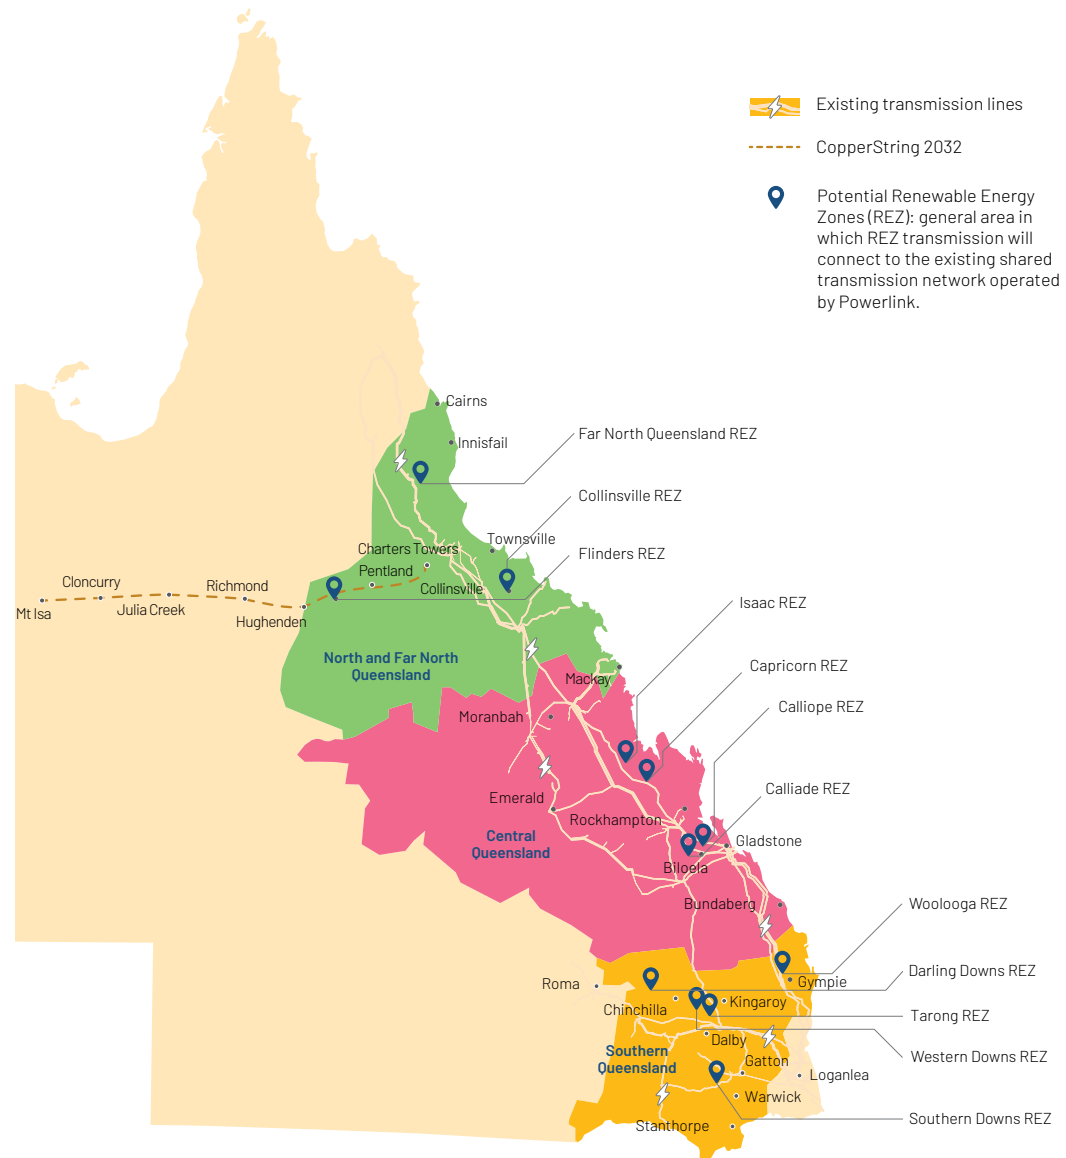 Existing transmission lines
CopperString 2032
Potential Renewable Energy
Zones (REZ): general area in
which REZ transmission will
connect to the existing shared
transmission network operated
by Powerlink.
Cairns
Innisfail
Far North Queensland REZ
Collinsville REZ
Townsville
Charters Towers
Flinders REZ
Pentland
Cloncurry
Richmond
Collinsville
Mt Isa
Julia Creek
Hughenden
Isaac REZ
North and Far North
Queensland
Capricorn REZ
Mackay
Calliope REZ
Moranbah
Calliade REZ
Emerald
Rockhampton
Central
Queensland
Gladstone
Biloela
Bundaberg
Woolooga REZ
Darling Downs REZ
Roma
Gympie
Chinchilla
Kingaroy
Tarong REZ
Dalby
Southern
Queensland
Western Downs REZ
Gatton
Loganlea
Warwick
Southern Downs REZ
Stanthorpe